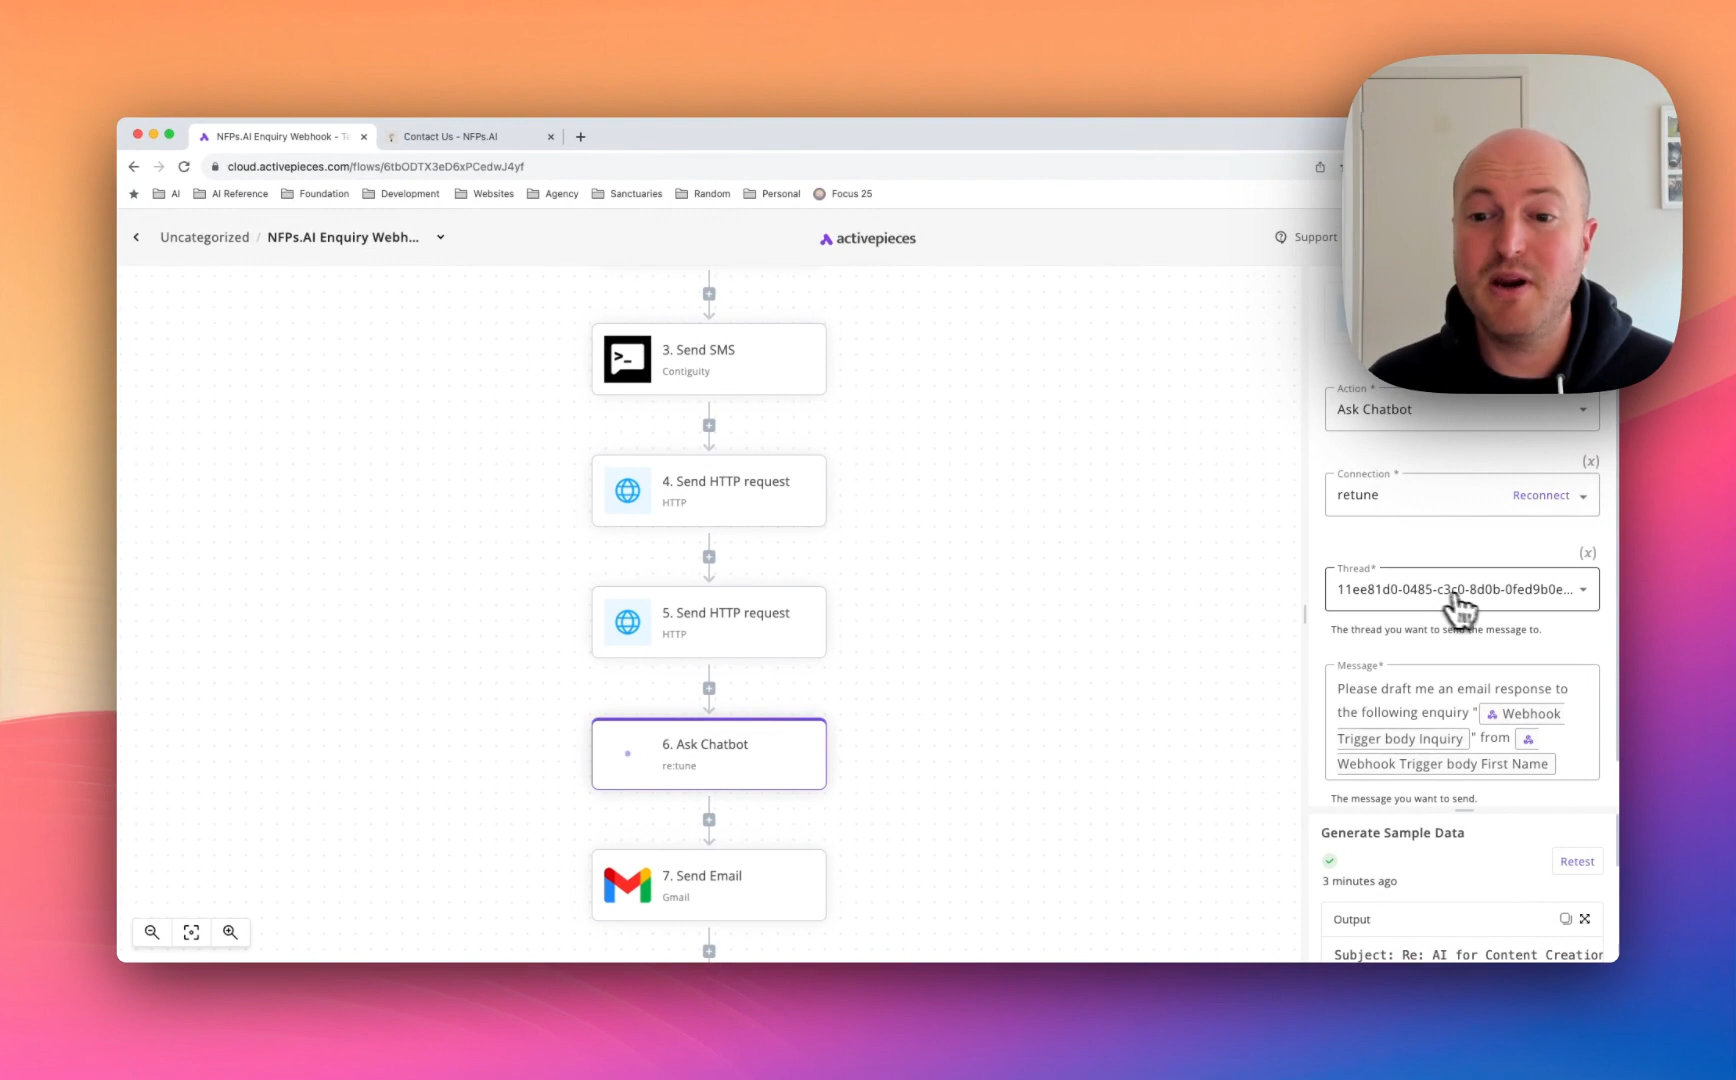 NFPs.AI Enquiry Webhook - Te
Contact Us - NFPs.AI
cloud.activepieces.com/flows/6tbODTX3eD6xPCedwJ4yf
AI
AI Reference
Foundation
Development
Websites
Agency
Sanctuaries
Random
Personal
Focus 25
Uncategorized / NFPs.AI Enquiry Webh...
activepieces
Support
3. Send SMS
Contiguity
4. Send HTTP request
HTTP
5. Send HTTP request
HTTP
6. Ask Chatbot
re:tune
7. Send Email
Gmail
Action *
Ask Chatbot
(x)
Connection *
retune
Reconnect
(x)
Thread*
11ee81d0-0485-c3c0-8d0b-0fed9b0e...
The thread you want to send the message to.
Message*
Please draft me an email response to
the following enquiry " Webhook
Trigger body Inquiry " from
Webhook Trigger body First Name
The message you want to send.
Generate Sample Data
Retest
3 minutes ago
Output
Subject: Re: AI for Content Creation